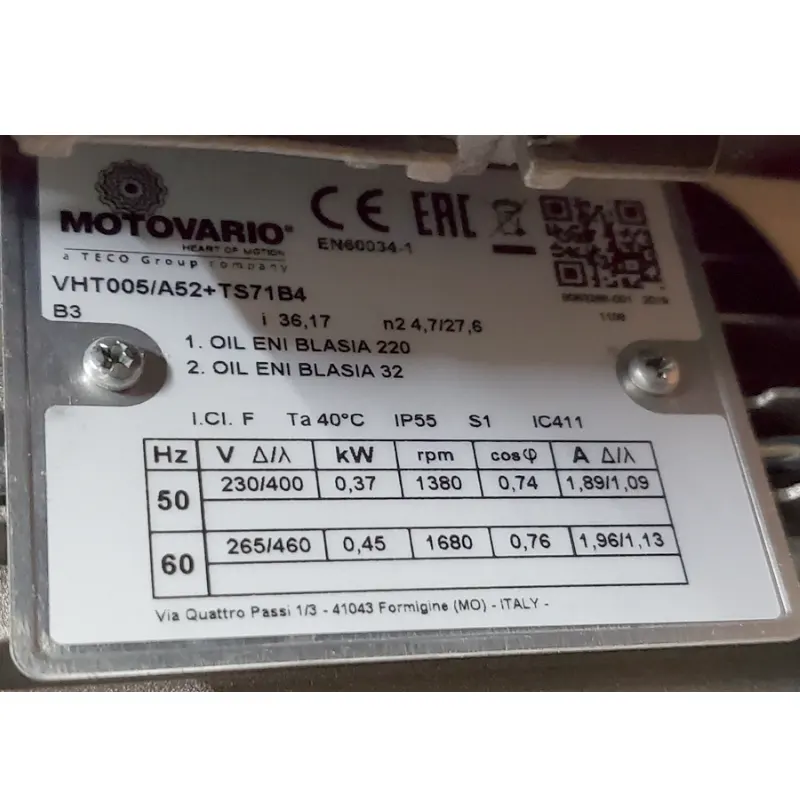 MOTOVARIO®
HEART OF MOTION
a TECO Group company
CE EAC
EN60034-1
VHT005/A52+TS71B4
B3
i 36,17 n2 4,7/27,6
2019
1. OIL ENI BLASIA 220
2. OIL ENI BLASIA 32
I.Cl. F Ta 40°C IP55 S1 IC411
Hz V Δ/λ kW rpm cosφ A Δ/λ
50 230/400 0,37 1380 0,74 1,89/1,09
60 265/460 0,45 1680 0,76 1,96/1,13
Via Quattro Passi 1/3 - 41043 Formigine (MO) - ITALY -